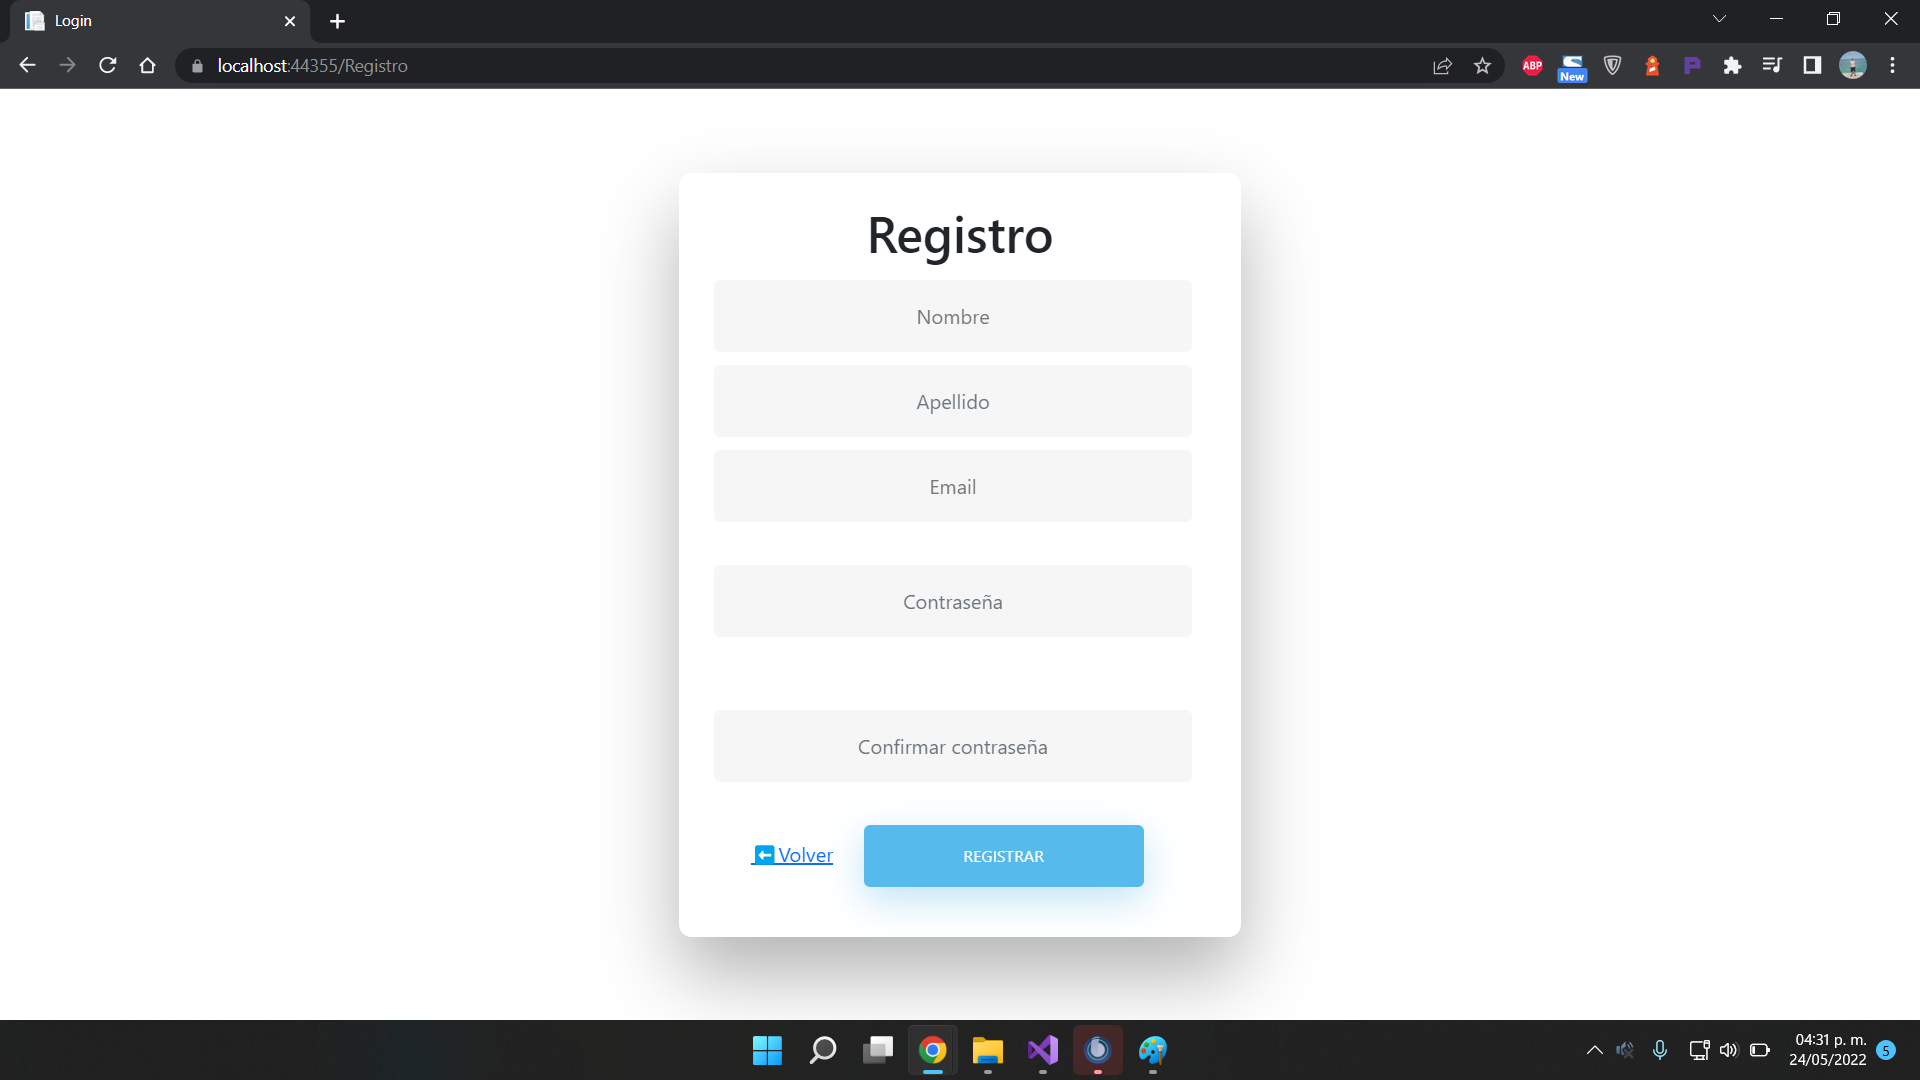 Login
localhost:44355/Registro
ABP
New
Registro
Nombre
Apellido
Email
Contraseña
Confirmar contraseña
Volver
REGISTRAR
04:31 p. m.
24/05/2022
5